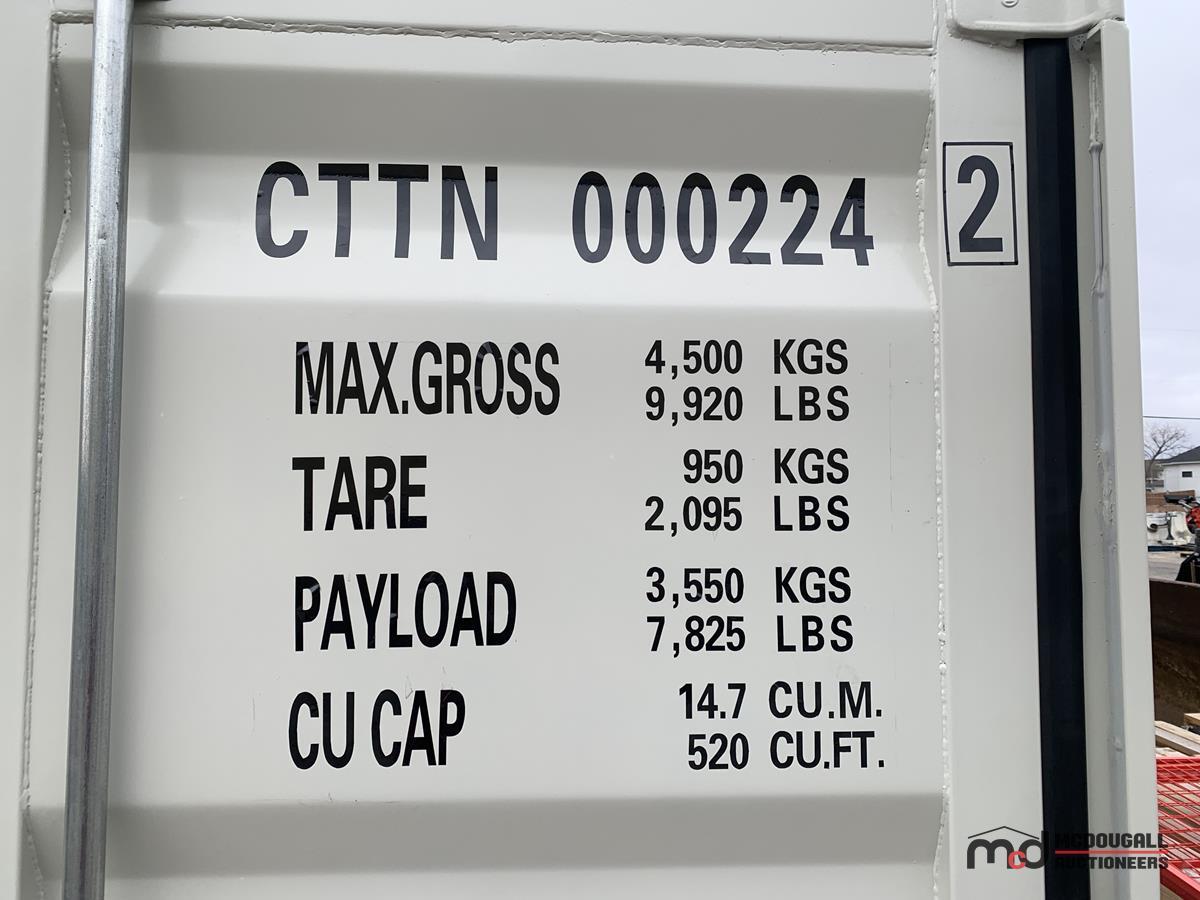 CTTN 000224 2
MAX.GROSS 4,500 KGS
9,920 LBS
TARE 950 KGS
2,095 LBS
PAYLOAD 3,550 KGS
7,825 LBS
CU CAP 14.7 CU.M.
520 CU.FT.
mcd MCDOUGALL
AUCTIONEERS